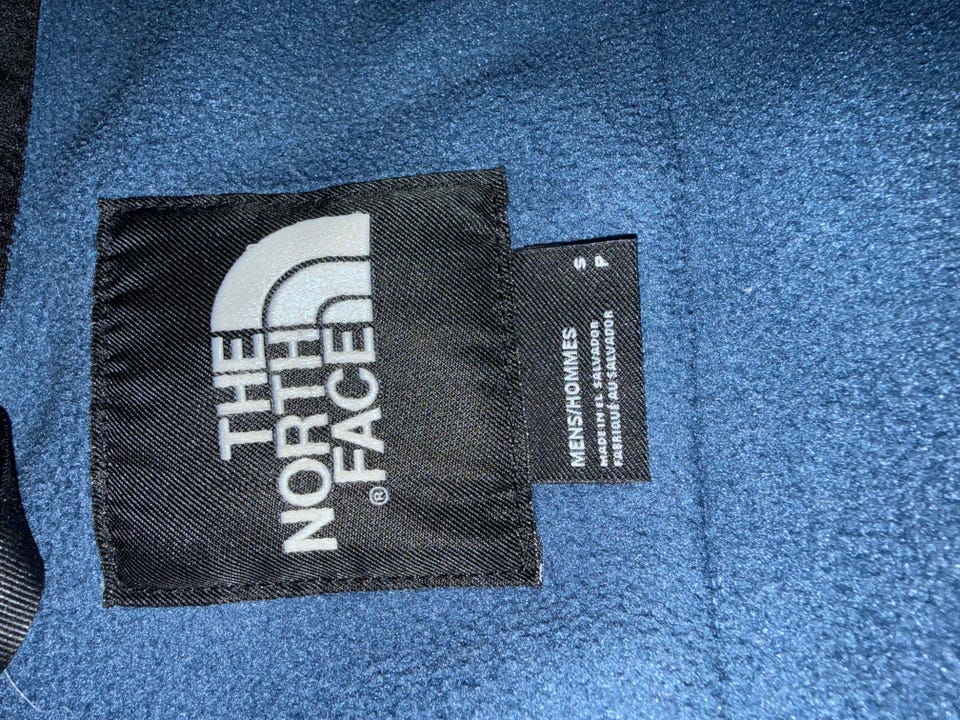 THE
NORTH
FACE®
MENS/HOMMES S
MADE IN EL SALVADOR P
FABRIQUÉ AU SALVADOR